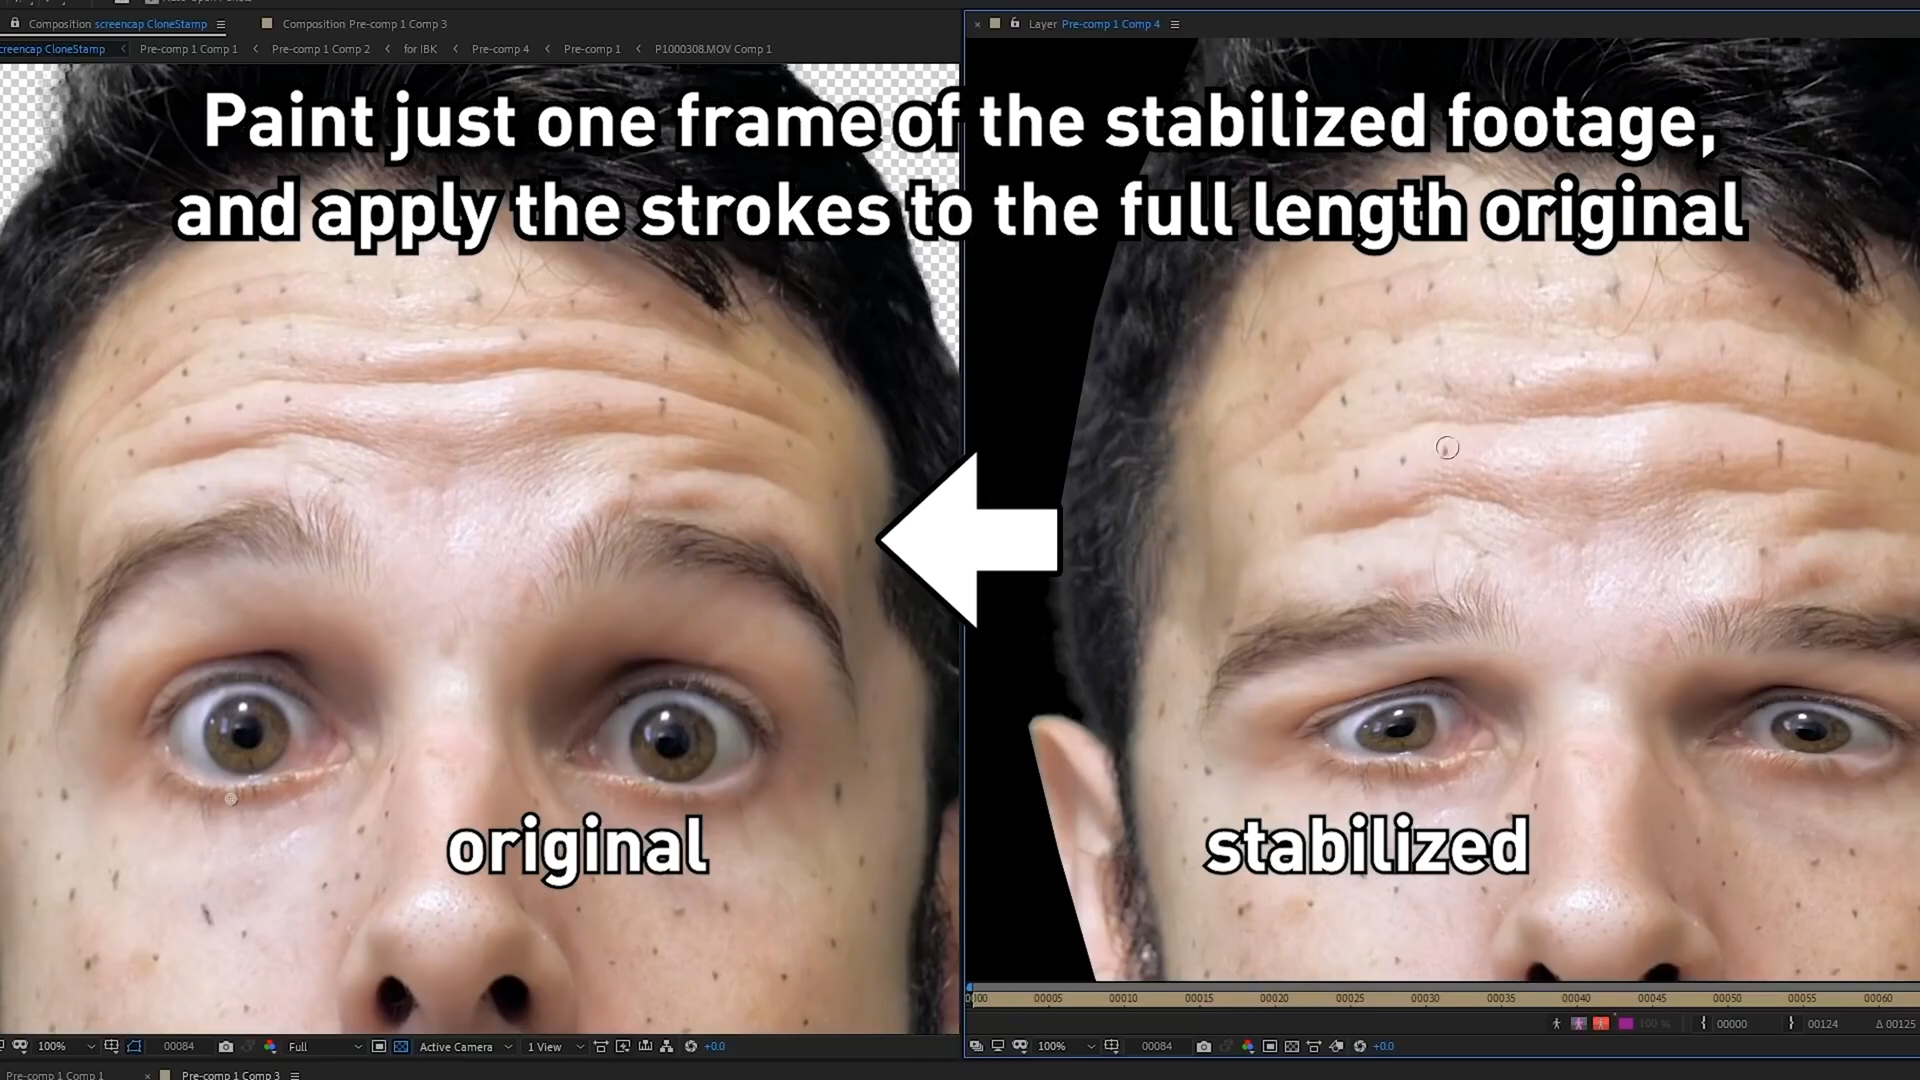 Composition screencap CloneStamp
Composition Pre-comp 1 Comp 3
Layer Pre-comp 1 Comp 4
creencap CloneStamp
Pre-comp 1 Comp 1
Pre-comp 1 Comp 2
for IBK
Pre-comp 4
Pre-comp 1
P1000308.MOV Comp 1
Paint just one frame of the stabilized footage,
and apply the strokes to the full length original
original
stabilized
0000 00005 00010 00015 00020 00025 00030 00035 00040 00045 00050 00055 00060
100 % 00000 00124 Δ 00125
100% 00084 Full Active Camera 1 View +0.0
100% 00084 +0.0
Pre-comp 1 Comp 1
Pre-comp 1 Comp 3